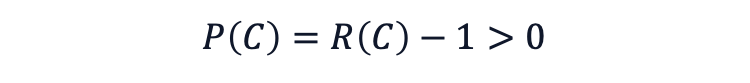 P(C) = R(C) − 1 > 0